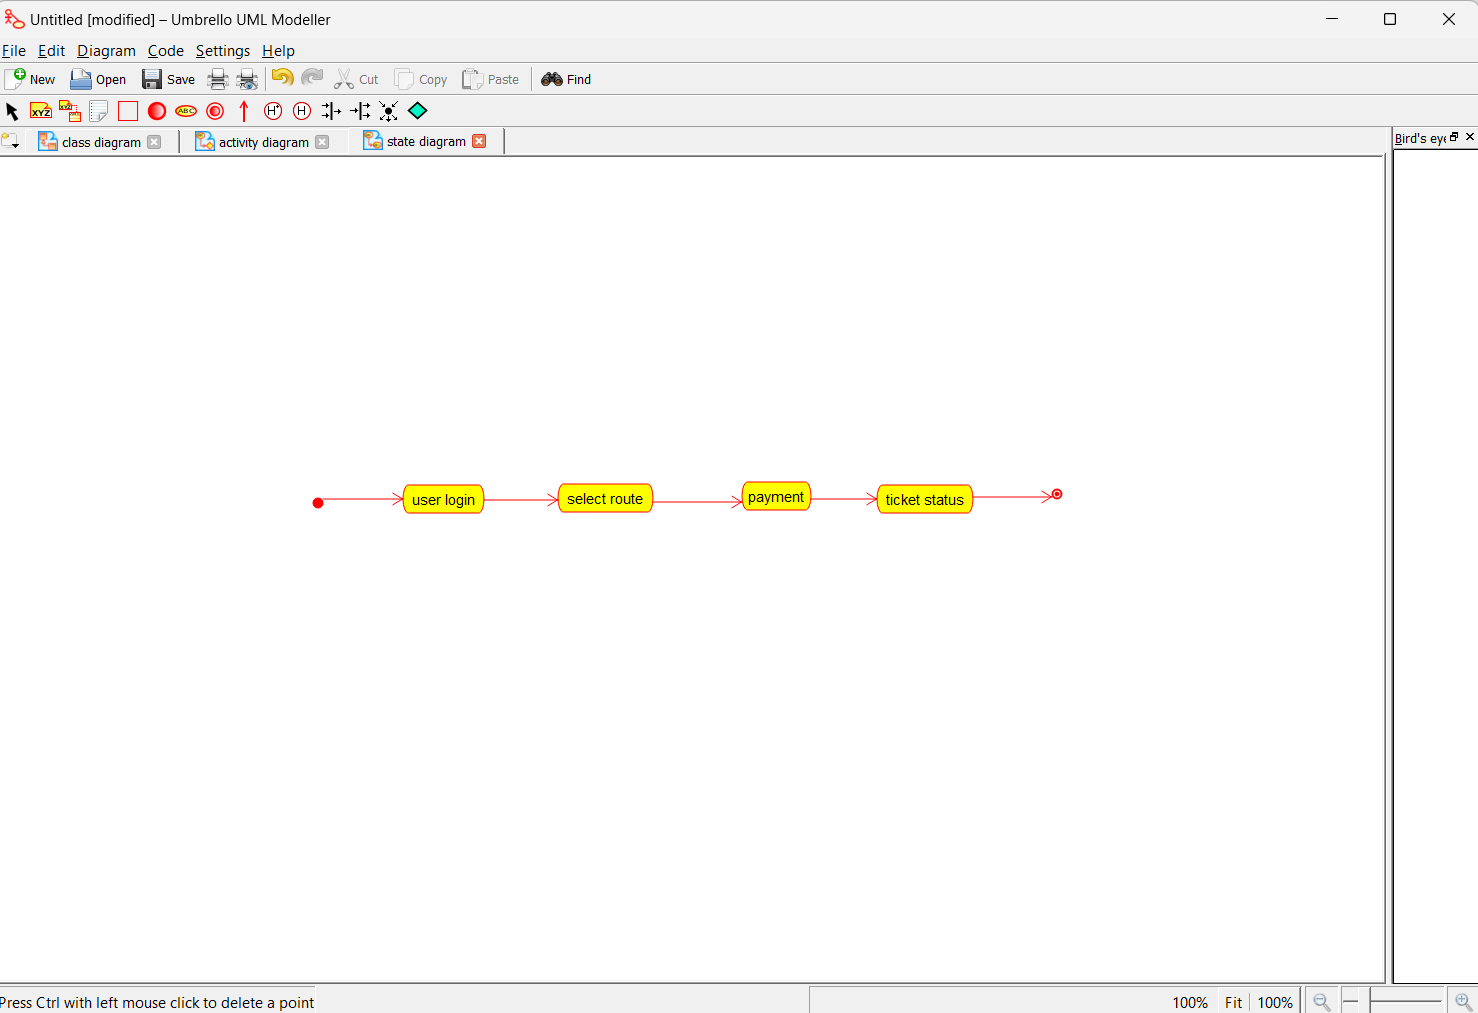 Untitled [modified] – Umbrello UML Modeller
File Edit Diagram Code Settings Help
New Open Save Cut Copy Paste Find
XYZ XYZ ABC H* H
class diagram activity diagram state diagram Bird's eye
user login select route payment ticket status
Press Ctrl with left mouse click to delete a point 100% Fit 100%